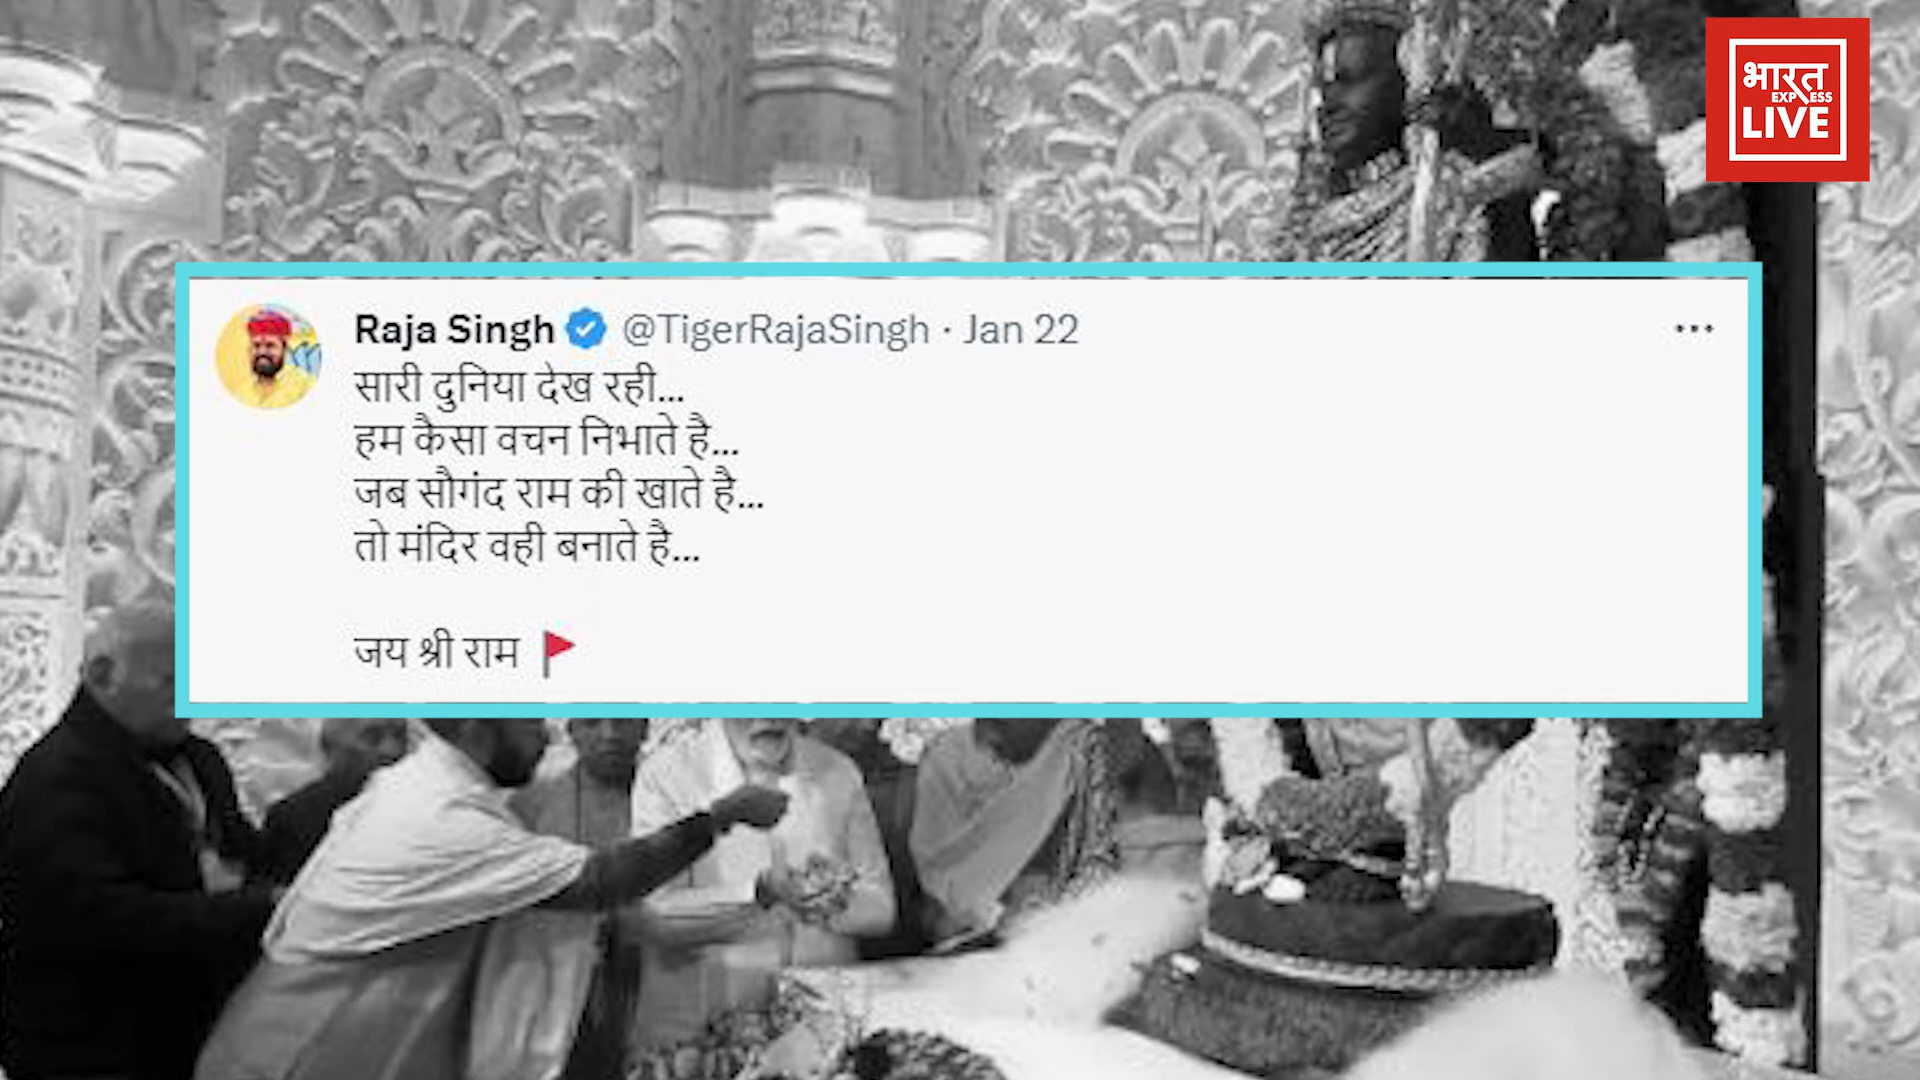 भारत
EXPRESS
LIVE
Raja Singh @TigerRajaSingh · Jan 22
सारी दुनिया देख रही...
हम कैसा वचन निभाते है...
जब सौगंद राम की खाते है...
तो मंदिर वही बनाते है...
जय श्री राम 🚩